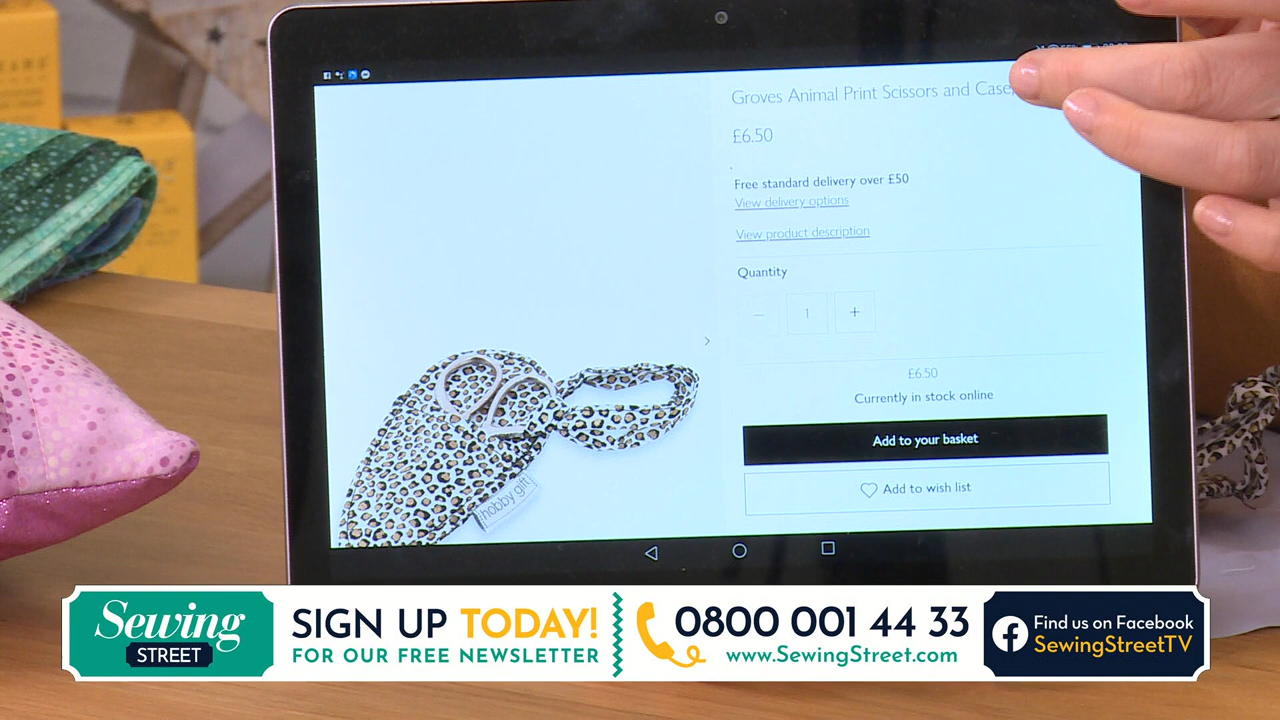 Groves Animal Print Scissors and Case
£6.50
Free standard delivery over £50
View delivery options
View product description
Quantity
1
£6.50
Currently in stock online
Add to your basket
Add to wish list
#hobby gift
Sewing
STREET
SIGN UP TODAY!
FOR OUR FREE NEWSLETTER
0800 001 44 33
www.SewingStreet.com
Find us on Facebook
SewingStreetTV